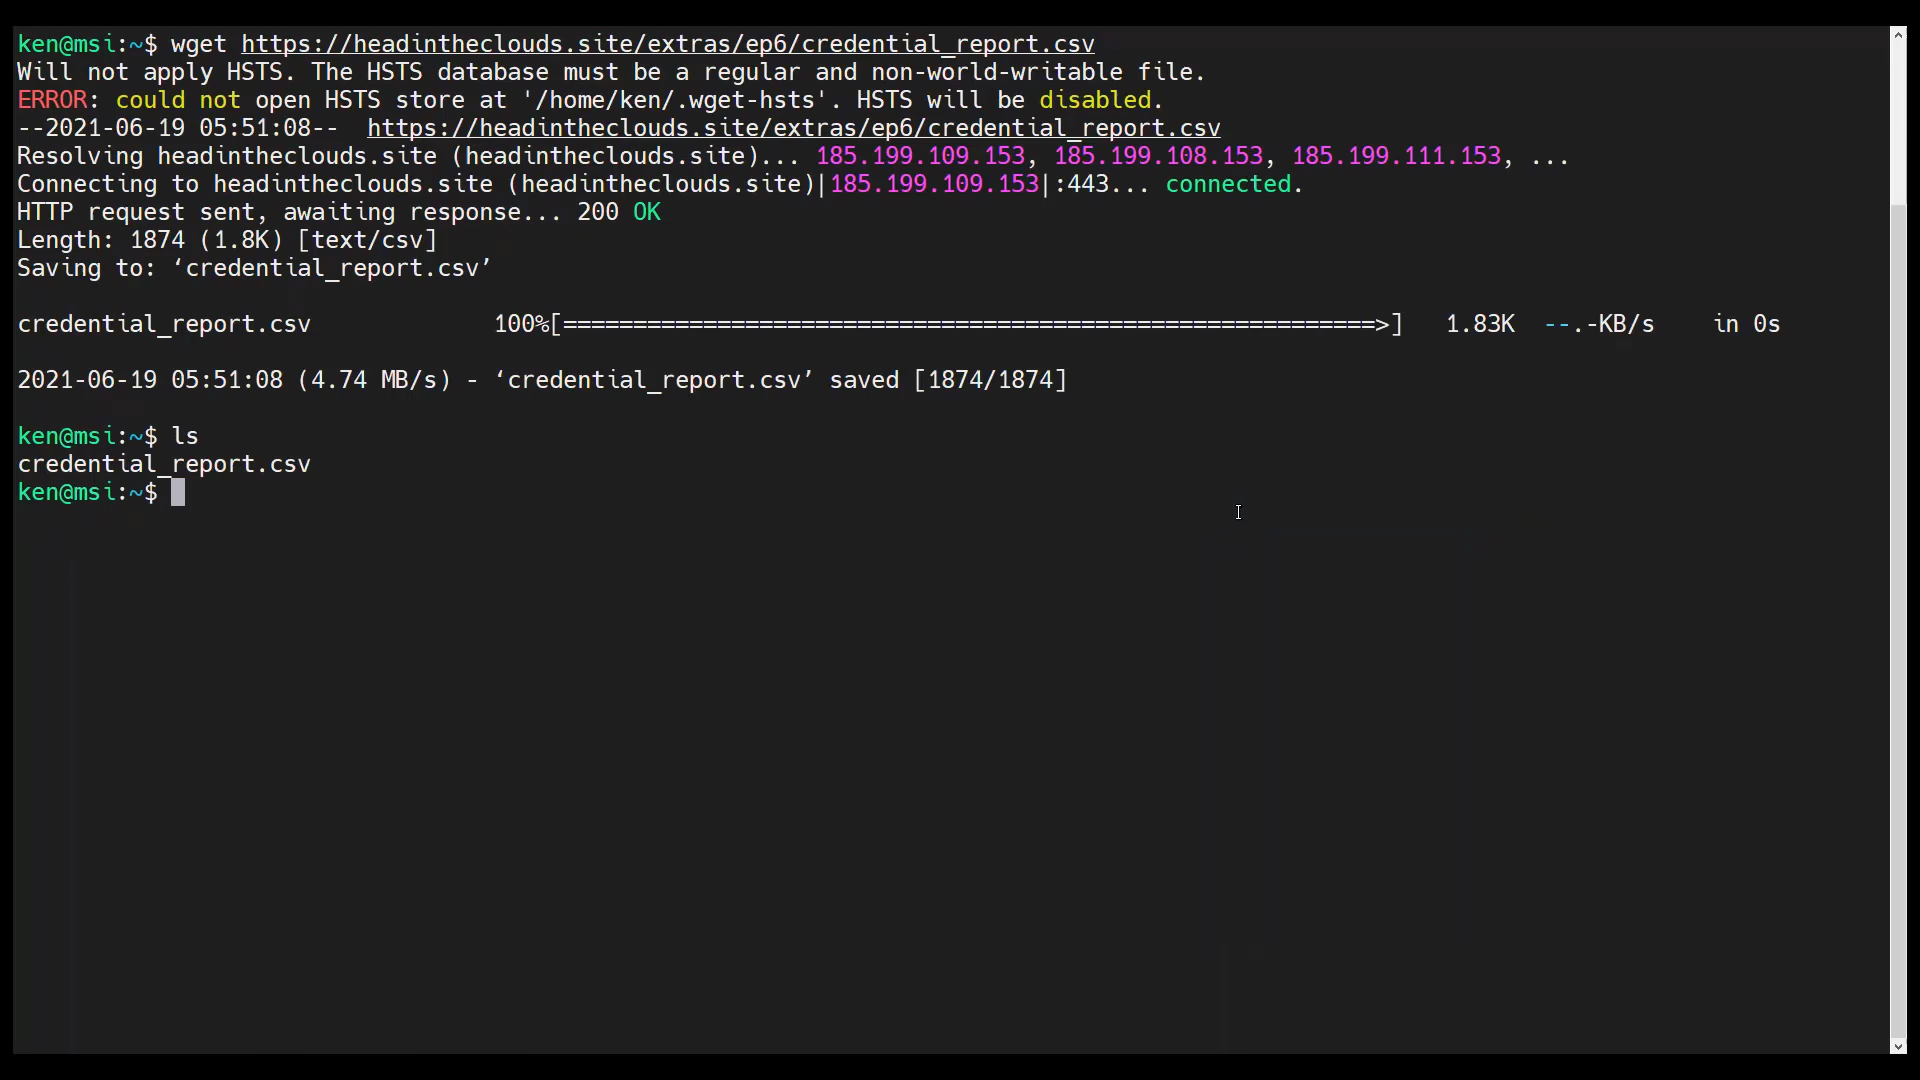 ken@msi:~$ wget https://headintheclouds.site/extras/ep6/credential_report.csv
Will not apply HSTS. The HSTS database must be a regular and non-world-writable file.
ERROR: could not open HSTS store at '/home/ken/.wget-hsts'. HSTS will be disabled.
--2021-06-19 05:51:08--  https://headintheclouds.site/extras/ep6/credential_report.csv
Resolving headintheclouds.site (headintheclouds.site)... 185.199.109.153, 185.199.108.153, 185.199.111.153, ...
Connecting to headintheclouds.site (headintheclouds.site)|185.199.109.153|:443... connected.
HTTP request sent, awaiting response... 200 OK
Length: 1874 (1.8K) [text/csv]
Saving to: ‘credential_report.csv’
credential_report.csv             100%[==========================================================>]   1.83K  --.-KB/s    in 0s
2021-06-19 05:51:08 (4.74 MB/s) - ‘credential_report.csv’ saved [1874/1874]
ken@msi:~$ ls
credential_report.csv
ken@msi:~$